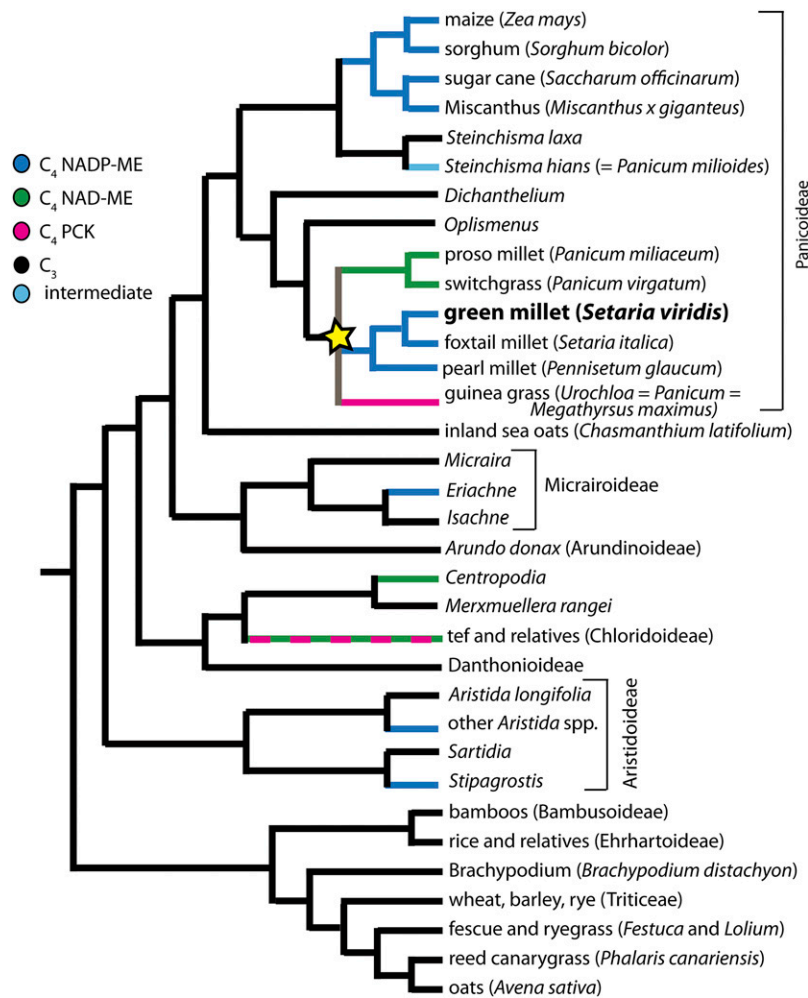 maize (Zea mays)
sorghum (Sorghum bicolor)
sugar cane (Saccharum officinarum)
Miscanthus (Miscanthus x giganteus)
Steinchisma laxa
Steinchisma hians (= Panicum milioides)
Dichanthelium
Oplismenus
proso millet (Panicum miliaceum)
switchgrass (Panicum virgatum)
green millet (Setaria viridis)
foxtail millet (Setaria italica)
pearl millet (Pennisetum glaucum)
guinea grass (Urochloa = Panicum =
Megathyrsus maximus)
Panicoideae
C₄ NADP-ME
C₄ NAD-ME
C₄ PCK
C₃
intermediate
inland sea oats (Chasmanthium latifolium)
Micraira
Eriachne
Isachne
Micrairoideae
Arundo donax (Arundinoideae)
Centropodia
Merxmuellera rangei
tef and relatives (Chloridoideae)
Danthonioideae
Aristida longifolia
other Aristida spp.
Sartidia
Stipagrostis
Aristidoideae
bamboos (Bambusoideae)
rice and relatives (Ehrhartoideae)
Brachypodium (Brachypodium distachyon)
wheat, barley, rye (Triticeae)
fescue and ryegrass (Festuca and Lolium)
reed canarygrass (Phalaris canariensis)
oats (Avena sativa)